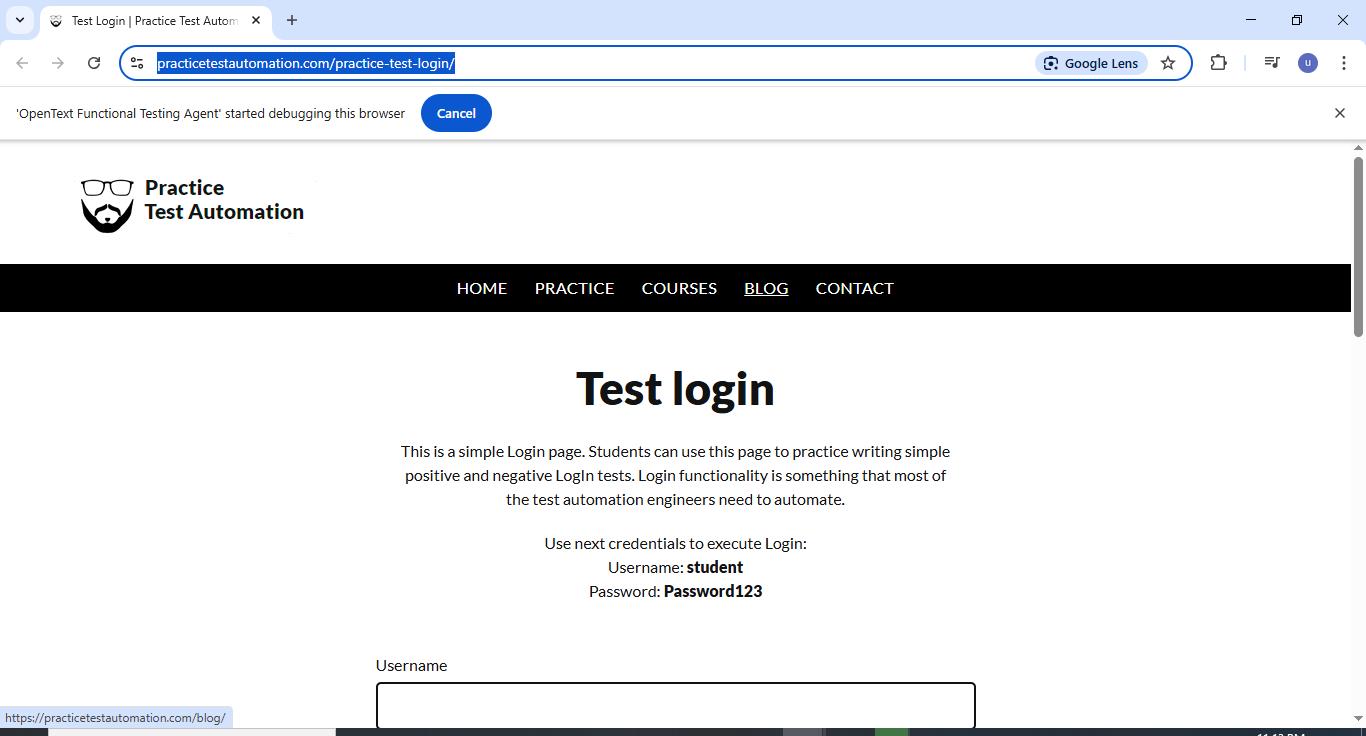 Test Login | Practice Test Autom
practicetestautomation.com/practice-test-login/
Google Lens
u
'OpenText Functional Testing Agent' started debugging this browser
Cancel
Practice
Test Automation
HOME PRACTICE COURSES BLOG CONTACT
Test login
This is a simple Login page. Students can use this page to practice writing simple
positive and negative LogIn tests. Login functionality is something that most of
the test automation engineers need to automate.
Use next credentials to execute Login:
Username: student
Password: Password123
Username
https://practicetestautomation.com/blog/